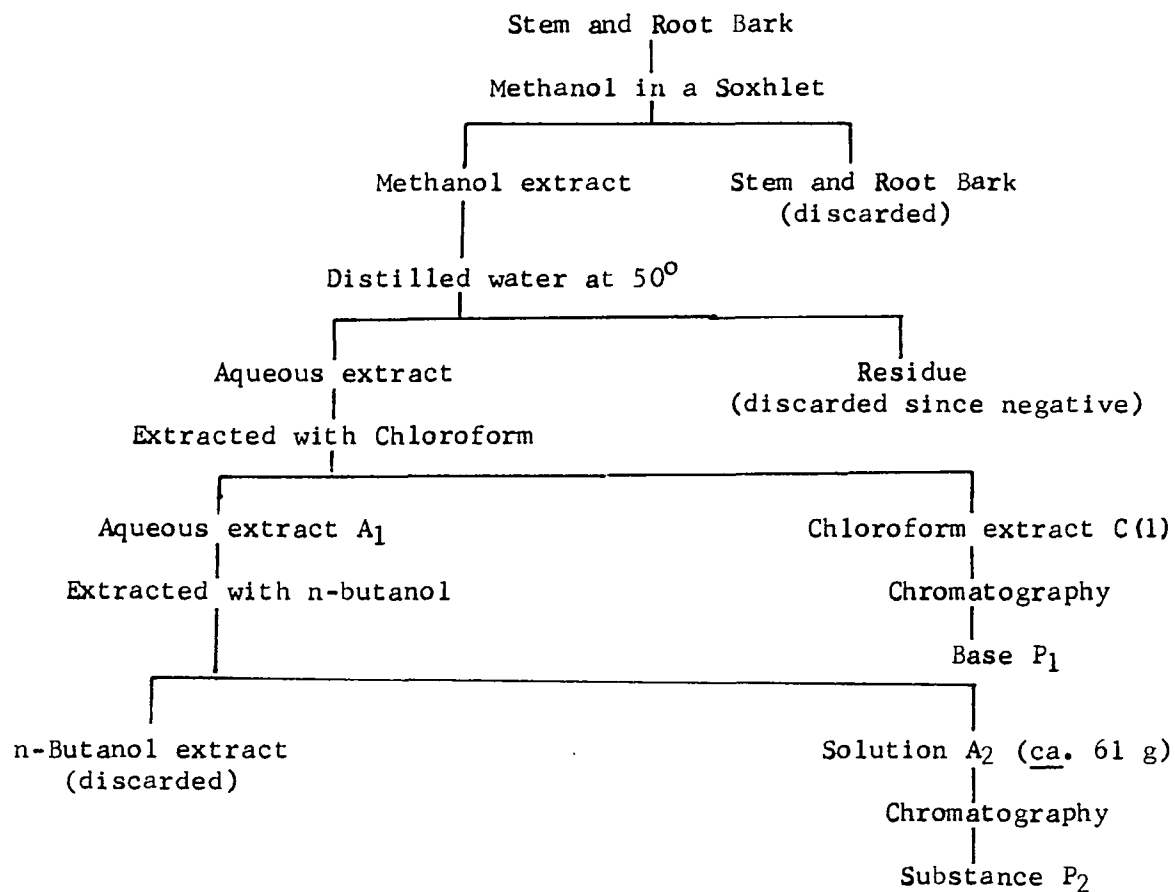 Stem and Root Bark
Methanol in a Soxhlet
Methanol extract
Stem and Root Bark
(discarded)
Distilled water at 50°
Aqueous extract
Residue
(discarded since negative)
Extracted with Chloroform
Aqueous extract A₁
Chloroform extract C(1)
Extracted with n-butanol
Chromatography
Base P₁
n-Butanol extract
(discarded)
Solution A₂ (ca. 61 g)
Chromatography
Substance P₂